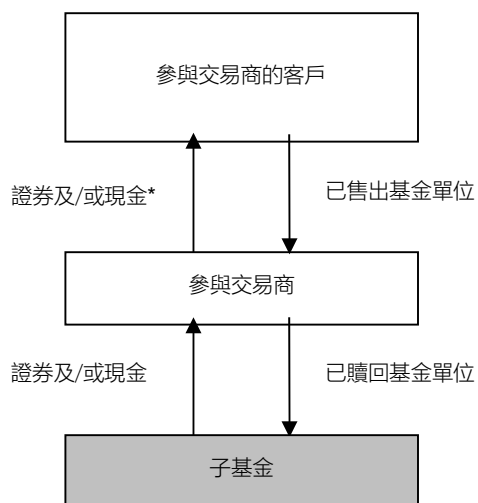 參與交易商的客戶
證券及/或現金*
已售出基金單位
參與交易商
證券及/或現金
已贖回基金單位
子基金